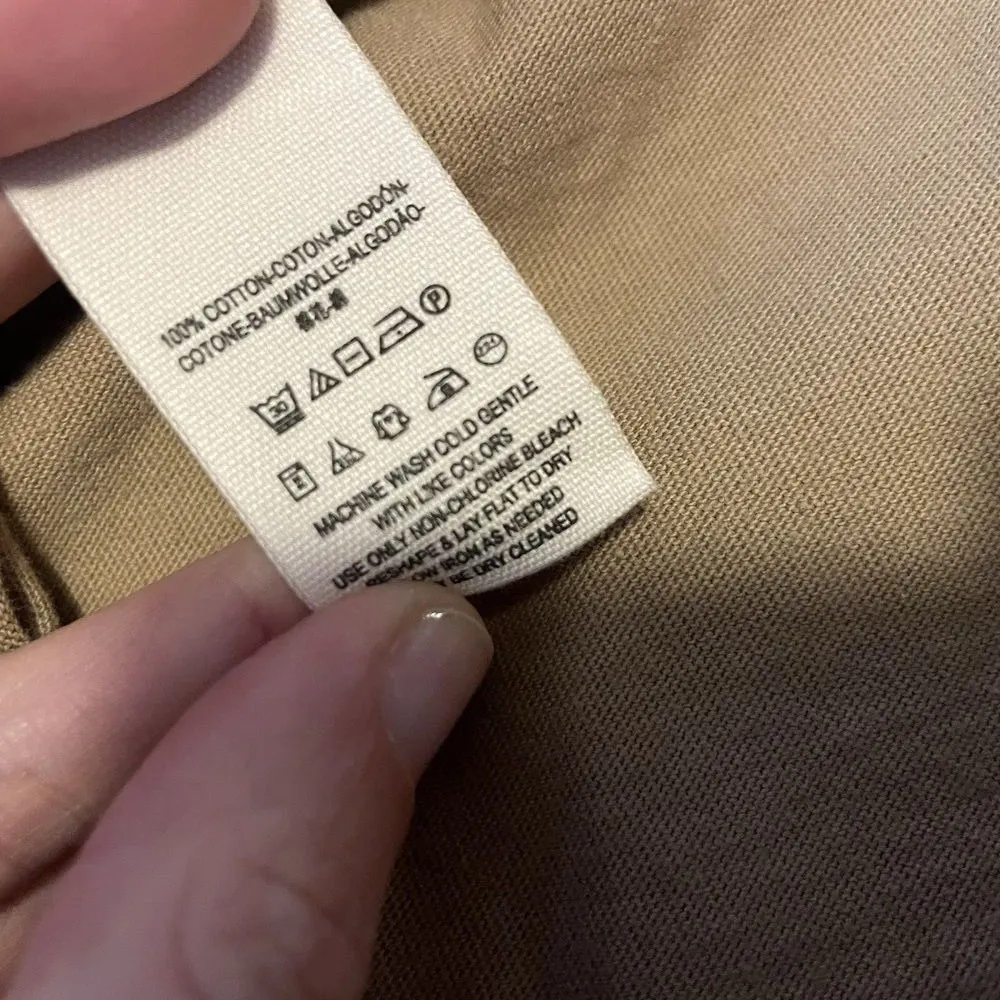 100% COTTON-COTON-ALGODÓN-
COTONE-BAUMWOLLE-ALGODÃO-
30
P
MACHINE WASH COLD GENTLE
WITH LIKE COLORS
USE ONLY NON-CHLORINE BLEACH
RESHAPE & LAY FLAT TO DRY
IRON AS NEEDED
BE DRY CLEANED